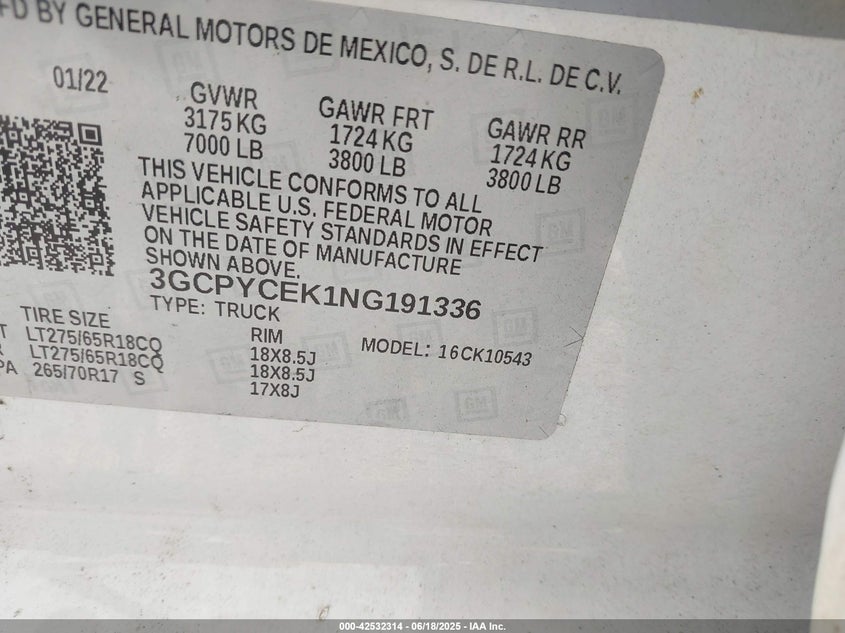 FD BY GENERAL MOTORS DE MEXICO, S. DE R.L. DE C.V.
01/22
GVWR GAWR FRT GAWR RR
3175 KG 1724 KG 1724 KG
7000 LB 3800 LB 3800 LB
THIS VEHICLE CONFORMS TO ALL
APPLICABLE U.S. FEDERAL MOTOR
VEHICLE SAFETY STANDARDS IN EFFECT
ON THE DATE OF MANUFACTURE
SHOWN ABOVE.
3GCPYCEK1NG191336
TYPE: TRUCK
TIRE SIZE RIM MODEL: 16CK10543
T LT275/65R18CQ 18X8.5J
R LT275/65R18CQ 18X8.5J
PA 265/70R17 S 17X8J
GM
GM
000-42532314 - 06/18/2025 - IAA Inc.